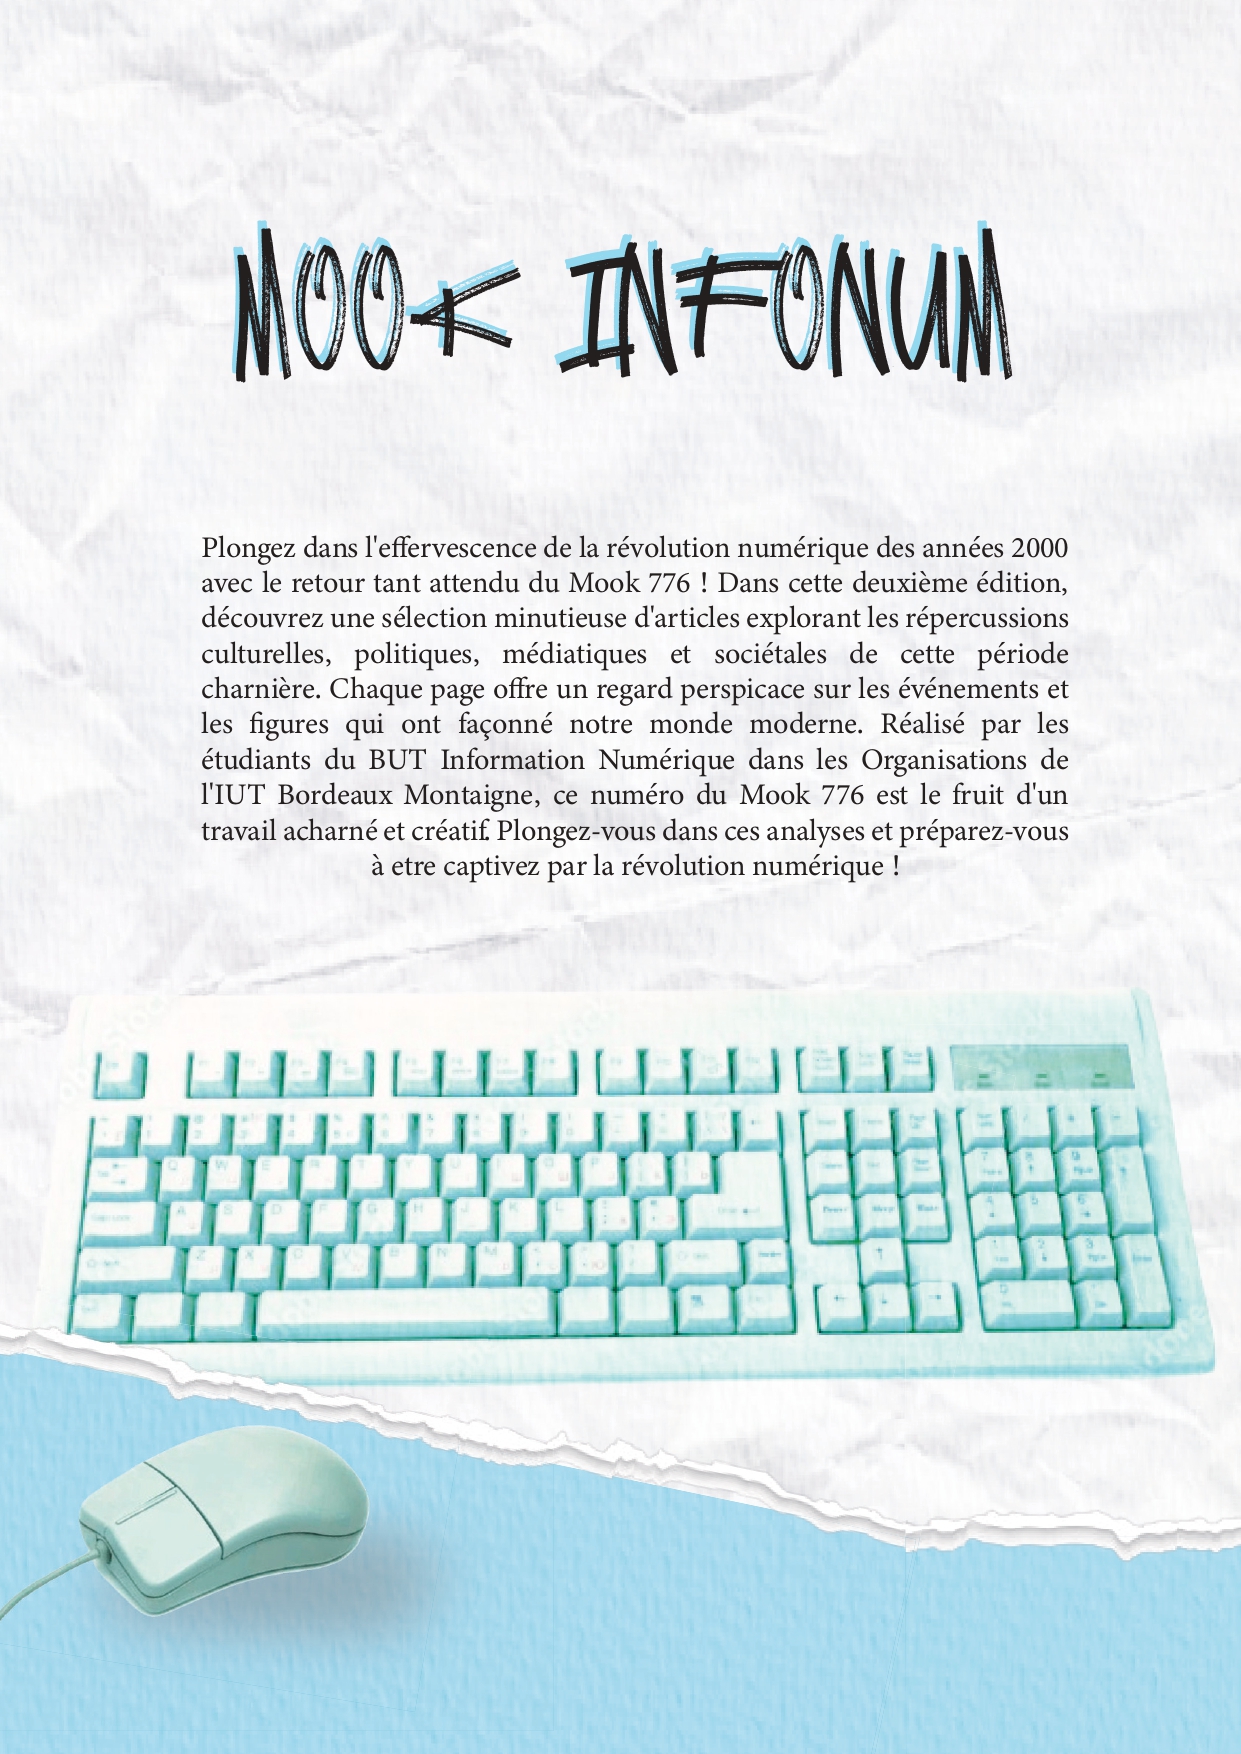 MOOK INFONUM
Plongez dans l'effervescence de la révolution numérique des années 2000
avec le retour tant attendu du Mook 776 ! Dans cette deuxième édition,
découvrez une sélection minutieuse d'articles explorant les répercussions
culturelles, politiques, médiatiques et sociétales de cette période
charnière. Chaque page offre un regard perspicace sur les événements et
les figures qui ont façonné notre monde moderne. Réalisé par les
étudiants du BUT Information Numérique dans les Organisations de
l'IUT Bordeaux Montaigne, ce numéro du Mook 776 est le fruit d'un
travail acharné et créatif. Plongez-vous dans ces analyses et préparez-vous
à etre captivez par la révolution numérique !